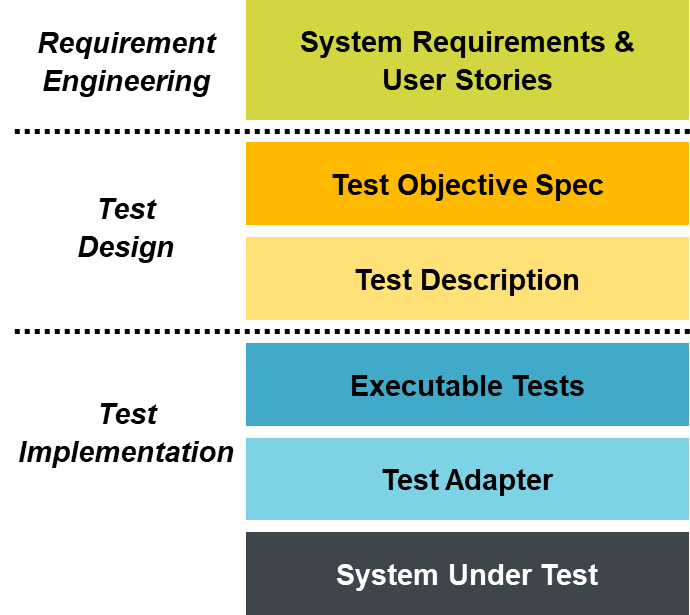 Requirement
Engineering
System Requirements &
User Stories
Test
Design
Test Objective Spec
Test Description
Test
Implementation
Executable Tests
Test Adapter
System Under Test